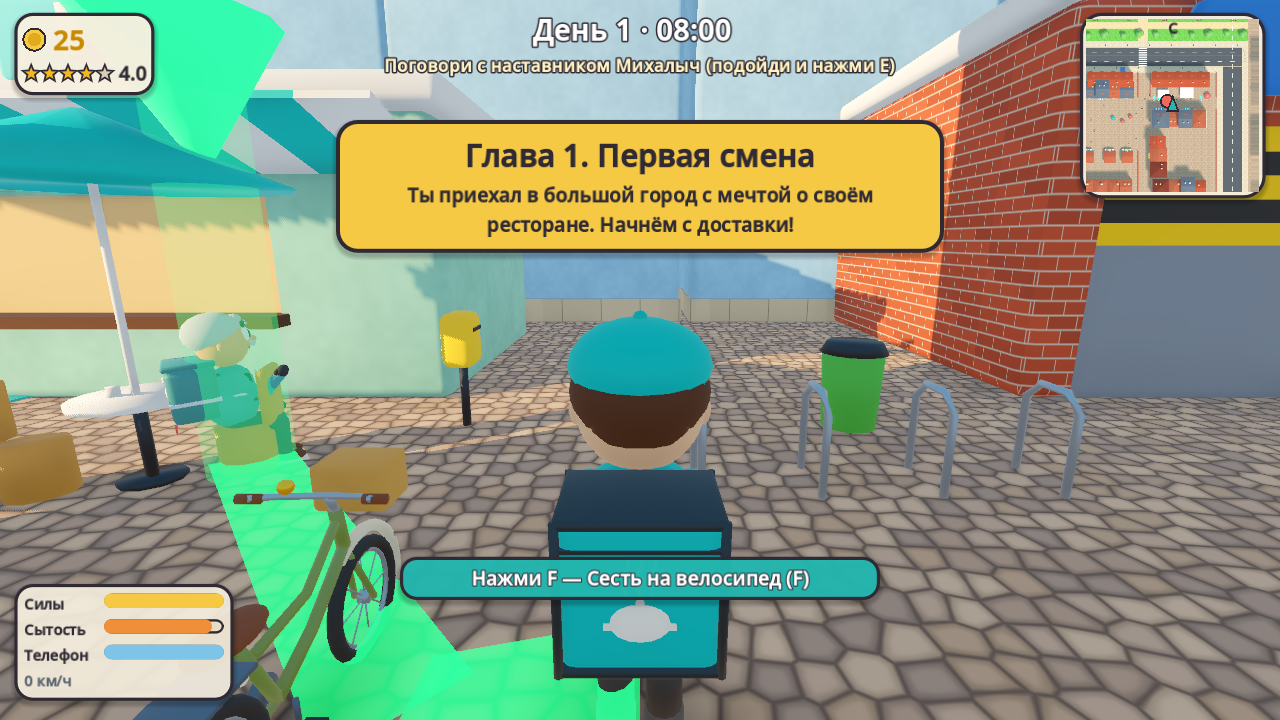 25
4.0
День 1 · 08:00
Поговори с наставником Михалыч (подойди и нажми E)
С
Глава 1. Первая смена
Ты приехал в большой город с мечтой о своём
ресторане. Начнём с доставки!
Нажми F — Сесть на велосипед (F)
Силы
Сытость
Телефон
0 км/ч